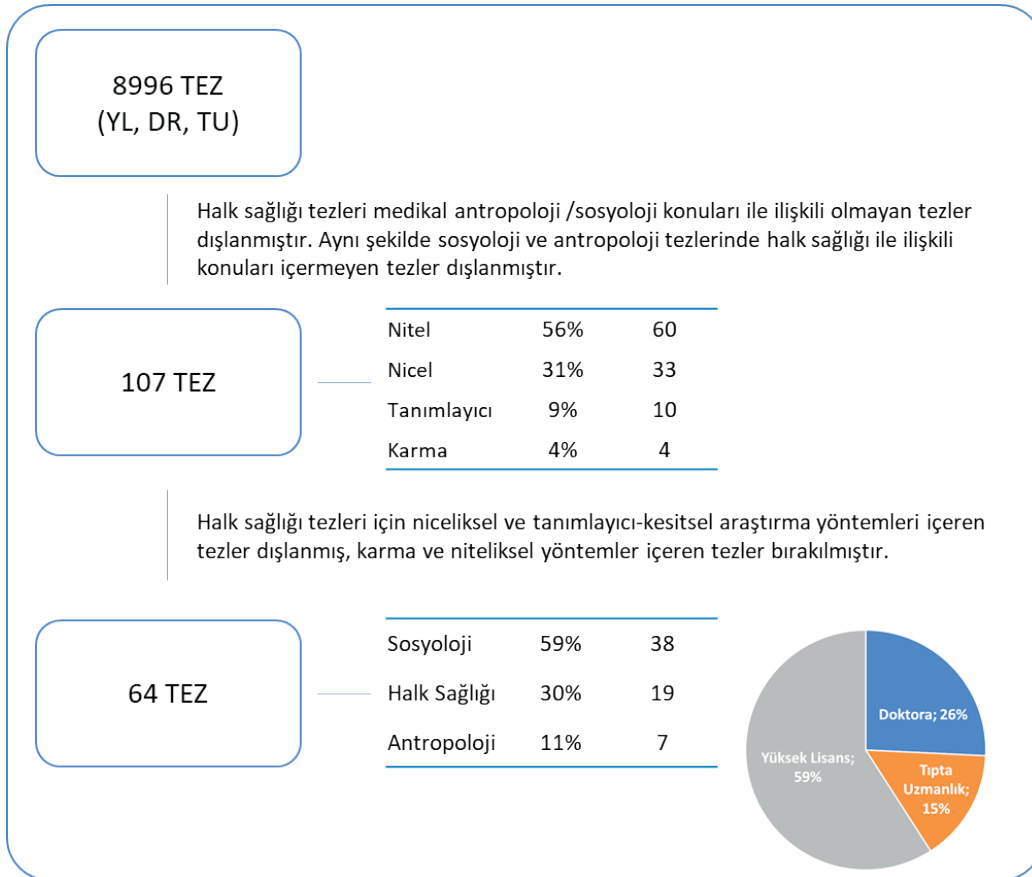 8996 TEZ
(YL, DR, TU)
Halk sağlığı tezleri medikal antropoloji /sosyoloji konuları ile ilişkili olmayan tezler
dışlanmıştır. Aynı şekilde sosyoloji ve antropoloji tezlerinde halk sağlığı ile ilişkili
konuları içermeyen tezler dışlanmıştır.
107 TEZ
Nitel 56% 60
Nicel 31% 33
Tanımlayıcı 9% 10
Karma 4% 4
Halk sağlığı tezleri için niceliksel ve tanımlayıcı-kesitsel araştırma yöntemleri içeren
tezler dışlanmış, karma ve niteliksel yöntemler içeren tezler bırakılmıştır.
64 TEZ
Sosyoloji 59% 38
Halk Sağlığı 30% 19
Antropoloji 11% 7
Doktora; 26%
Yüksek Lisans;
59%
Tıpta
Uzmanlık;
15%